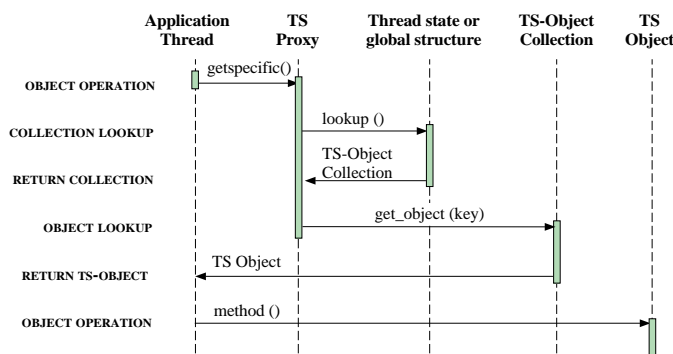 Application Thread
TS Proxy
Thread state or global structure
TS-Object Collection
TS Object
getspecific()
OBJECT OPERATION
lookup ()
COLLECTION LOOKUP
TS-Object
Collection
RETURN COLLECTION
get_object (key)
OBJECT LOOKUP
TS Object
RETURN TS-OBJECT
method ()
OBJECT OPERATION